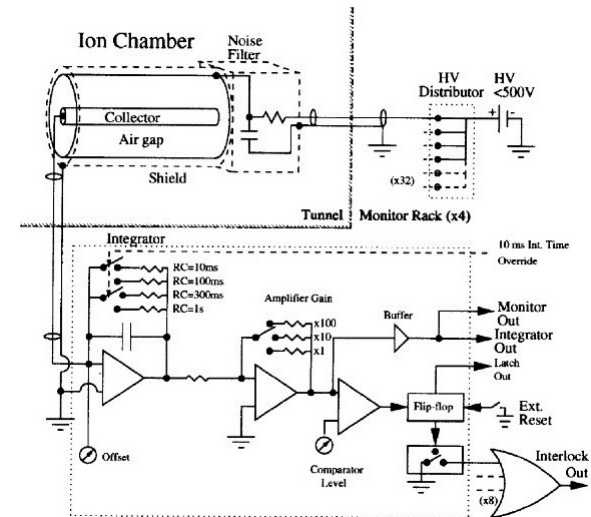 Ion Chamber
Noise
Filter
HV
Distributor
HV
<500V
+
-
Collector
Air gap
Shield
(x32)
Tunnel
Monitor Rack (x4)
Integrator
10 ms Int. Time
Override
RC=10ms
RC=100ms
RC=300ms
RC=1s
Amplifier Gain
x100
x10
x1
Buffer
Monitor
Out
Integrator
Out
Latch
Out
Flip-flop
Ext.
Reset
Offset
Comparator
Level
Interlock
Out
(x8)